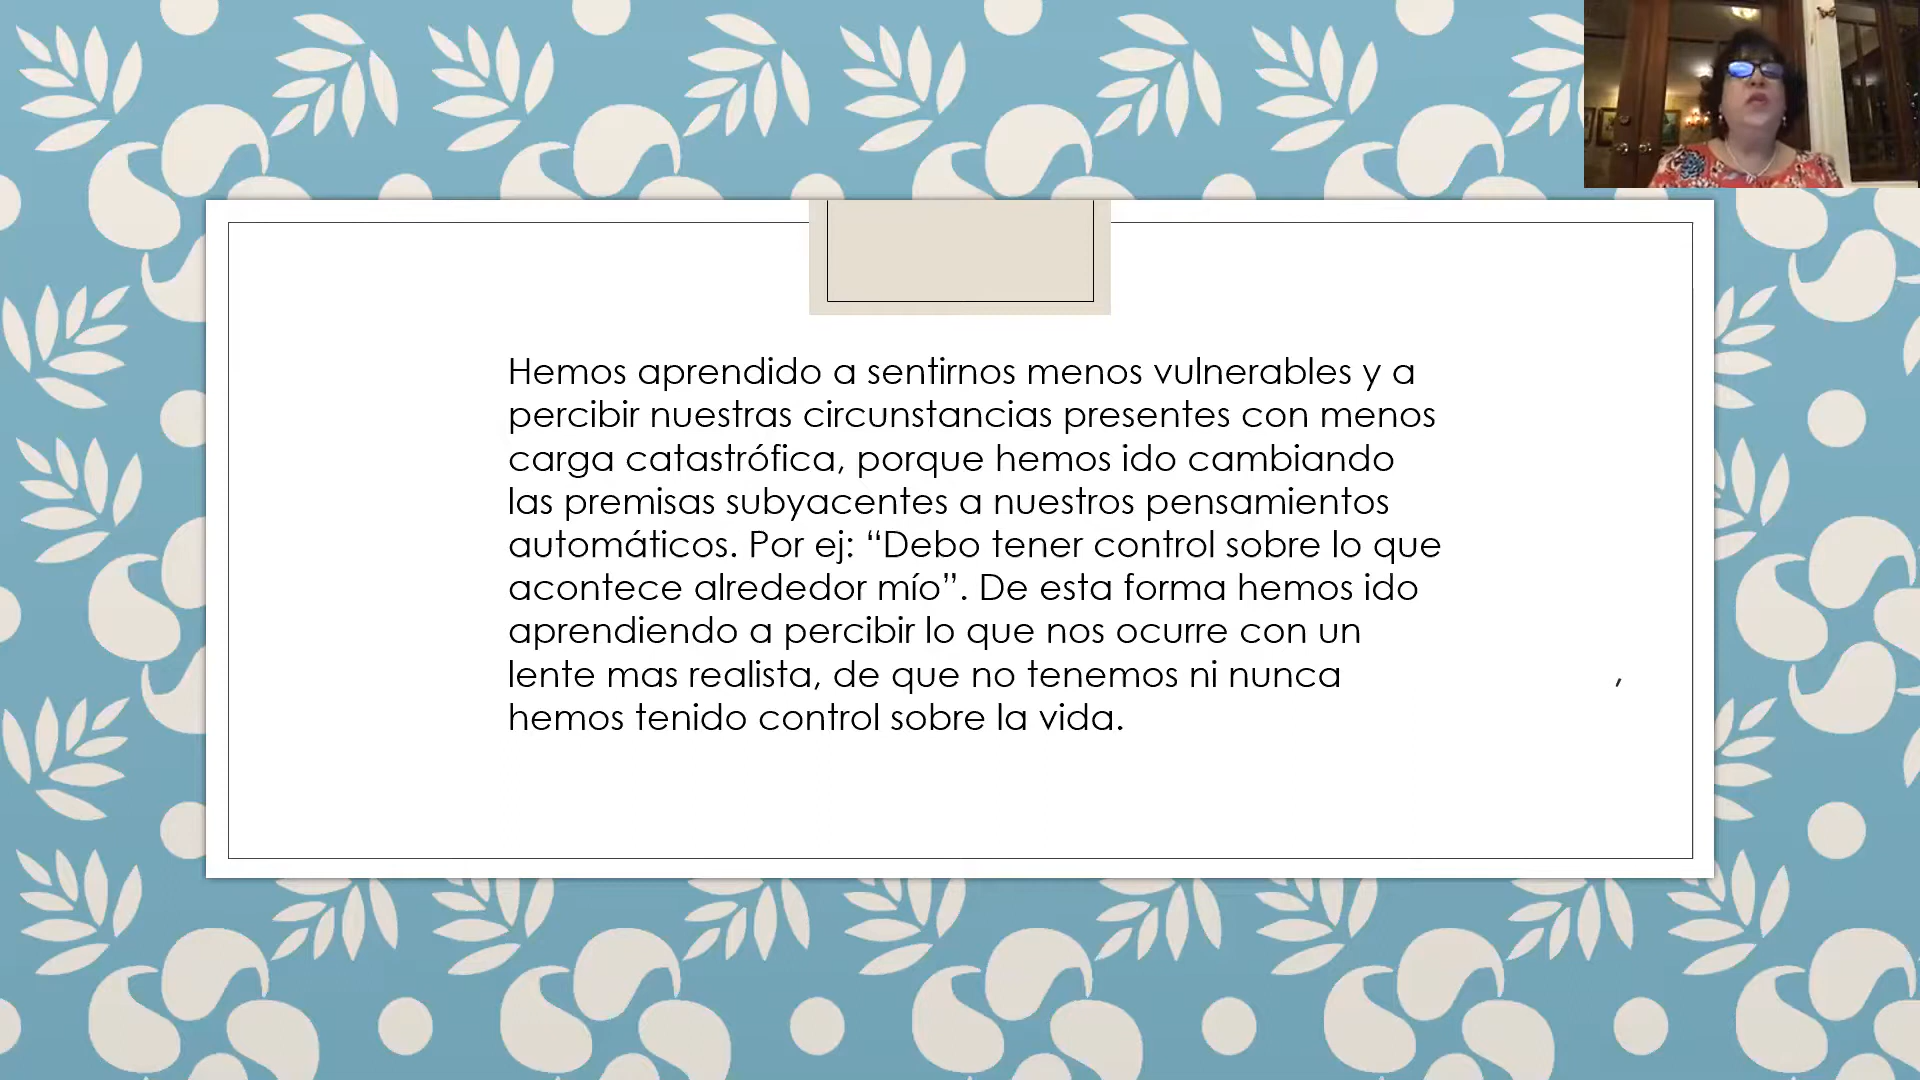 Hemos aprendido a sentirnos menos vulnerables y a
percibir nuestras circunstancias presentes con menos
carga catastrófica, porque hemos ido cambiando
las premisas subyacentes a nuestros pensamientos
automáticos. Por ej: “Debo tener control sobre lo que
acontece alrededor mío”. De esta forma hemos ido
aprendiendo a percibir lo que nos ocurre con un
lente mas realista, de que no tenemos ni nunca
hemos tenido control sobre la vida.
,